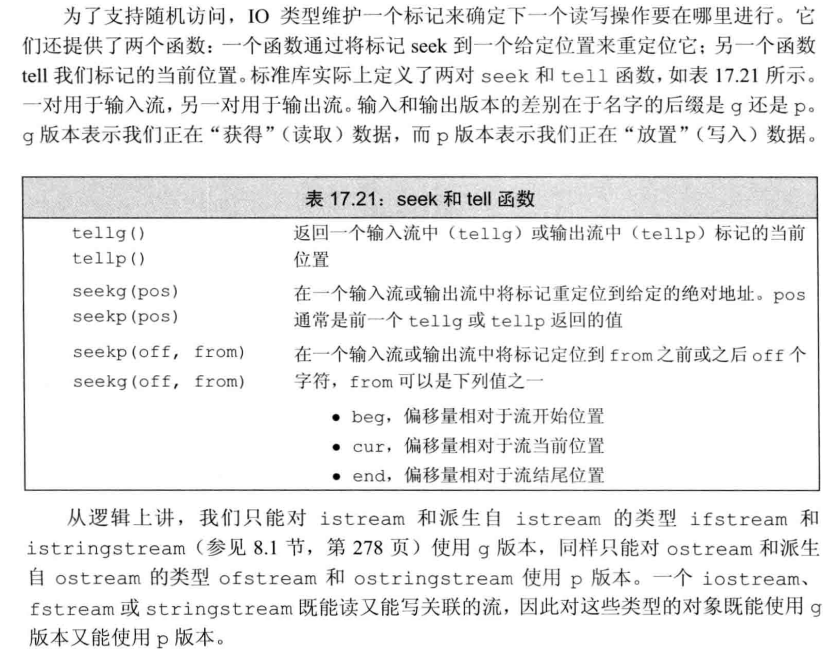 为了支持随机访问，IO 类型维护一个标记来确定下一个读写操作要在哪里进行。它
们还提供了两个函数：一个函数通过将标记 seek 到一个给定位置来重定位它；另一个函数
tell 我们标记的当前位置。标准库实际上定义了两对 seek 和 tell 函数，如表 17.21 所示。
一对用于输入流，另一对用于输出流。输入和输出版本的差别在于名字的后缀是 g 还是 p。
g 版本表示我们正在“获得”（读取）数据，而 p 版本表示我们正在“放置”（写入）数据。
表 17.21：seek 和 tell 函数
tellg() 返回一个输入流中（tellg）或输出流中（tellp）标记的当前
tellp() 位置
seekg(pos) 在一个输入流或输出流中将标记重定位到给定的绝对地址。pos
seekp(pos) 通常是前一个 tellg 或 tellp 返回的值
seekp(off, from) 在一个输入流或输出流中将标记定位到 from 之前或之后 off 个
seekg(off, from) 字符，from 可以是下列值之一
● beg，偏移量相对于流开始位置
● cur，偏移量相对于流当前位置
● end，偏移量相对于流结尾位置
从逻辑上讲，我们只能对 istream 和派生自 istream 的类型 ifstream 和
istringstream（参见 8.1 节，第 278 页）使用 g 版本，同样只能对 ostream 和派生
自 ostream 的类型 ofstream 和 ostringstream 使用 p 版本。一个 iostream、
fstream 或 stringstream 既能读又能写关联的流，因此对这些类型的对象既能使用 g
版本又能使用 p 版本。